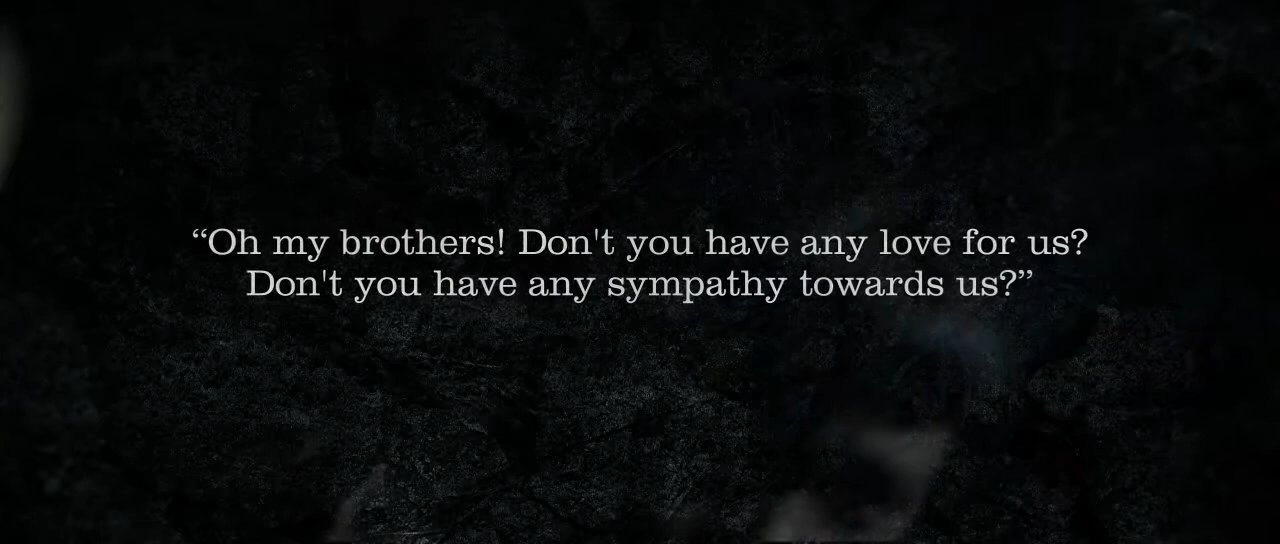 “Oh my brothers! Don't you have any love for us?
Don't you have any sympathy towards us?”